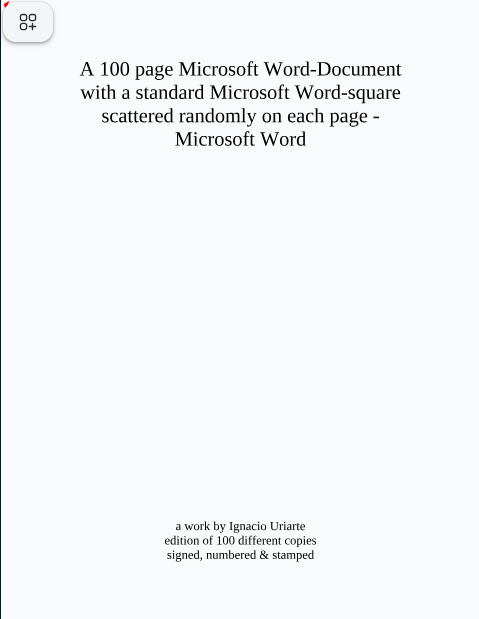 A 100 page Microsoft Word-Document
with a standard Microsoft Word-square
scattered randomly on each page -
Microsoft Word
a work by Ignacio Uriarte
edition of 100 different copies
signed, numbered & stamped